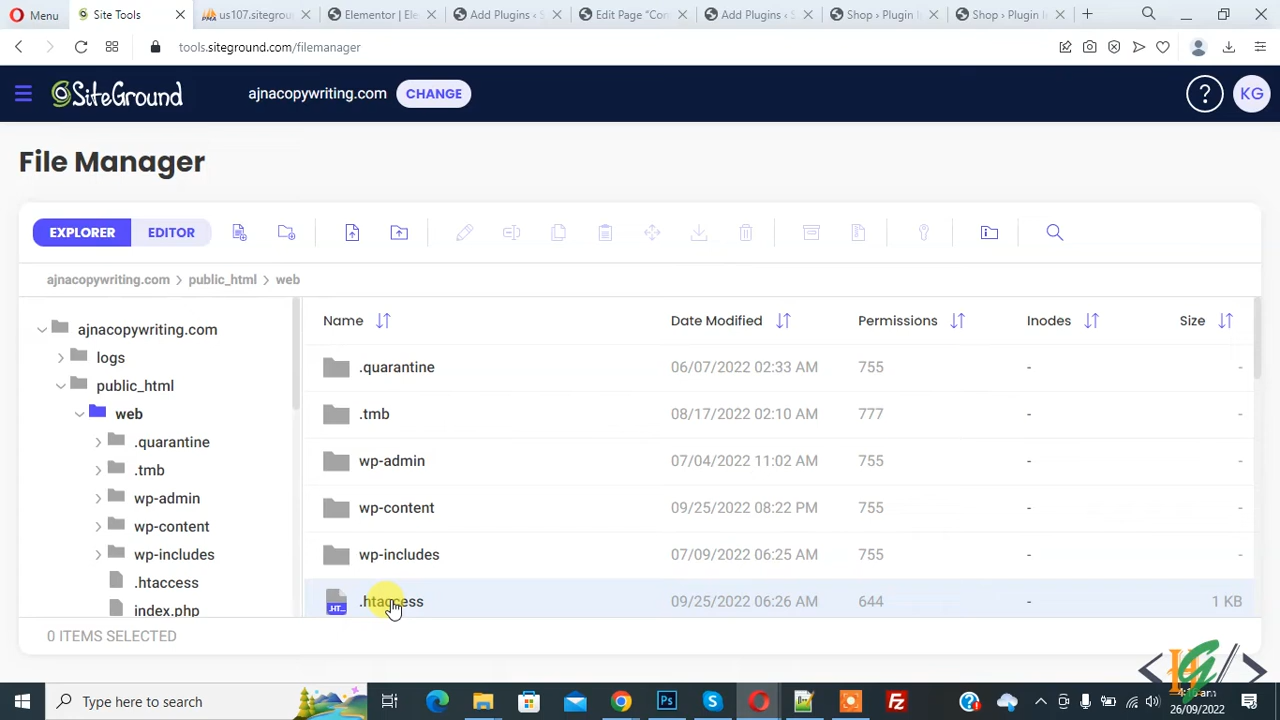 Menu
Site Tools
us107.sitegroun
Elementor | Ele
Add Plugins < S
Edit Page "Con
Add Plugins < S
Shop › Plugin I
Shop › Plugin I
tools.siteground.com/filemanager
SiteGround
ajnacopywriting.com
CHANGE
?
KG
File Manager
EXPLORER
EDITOR
ajnacopywriting.com > public_html > web
ajnacopywriting.com
logs
public_html
web
.quarantine
.tmb
wp-admin
wp-content
wp-includes
.htaccess
index.php
Name Date Modified Permissions Inodes Size
.quarantine 06/07/2022 02:33 AM 755 - -
.tmb 08/17/2022 02:10 AM 777 - -
wp-admin 07/04/2022 11:02 AM 755 - -
wp-content 09/25/2022 08:22 PM 755 - -
wp-includes 07/09/2022 06:25 AM 755 - -
.htaccess 09/25/2022 06:26 AM 644 - 1 KB
0 ITEMS SELECTED
Type here to search
26/09/2022